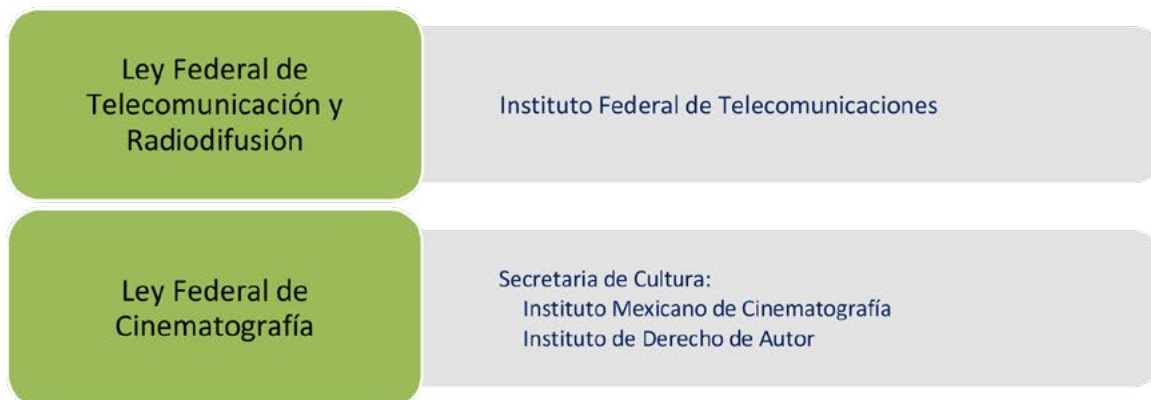 Ley Federal de
Telecomunicación y
Radiodifusión
Instituto Federal de Telecomunicaciones
Ley Federal de
Cinematografía
Secretaria de Cultura:
Instituto Mexicano de Cinematografía
Instituto de Derecho de Autor